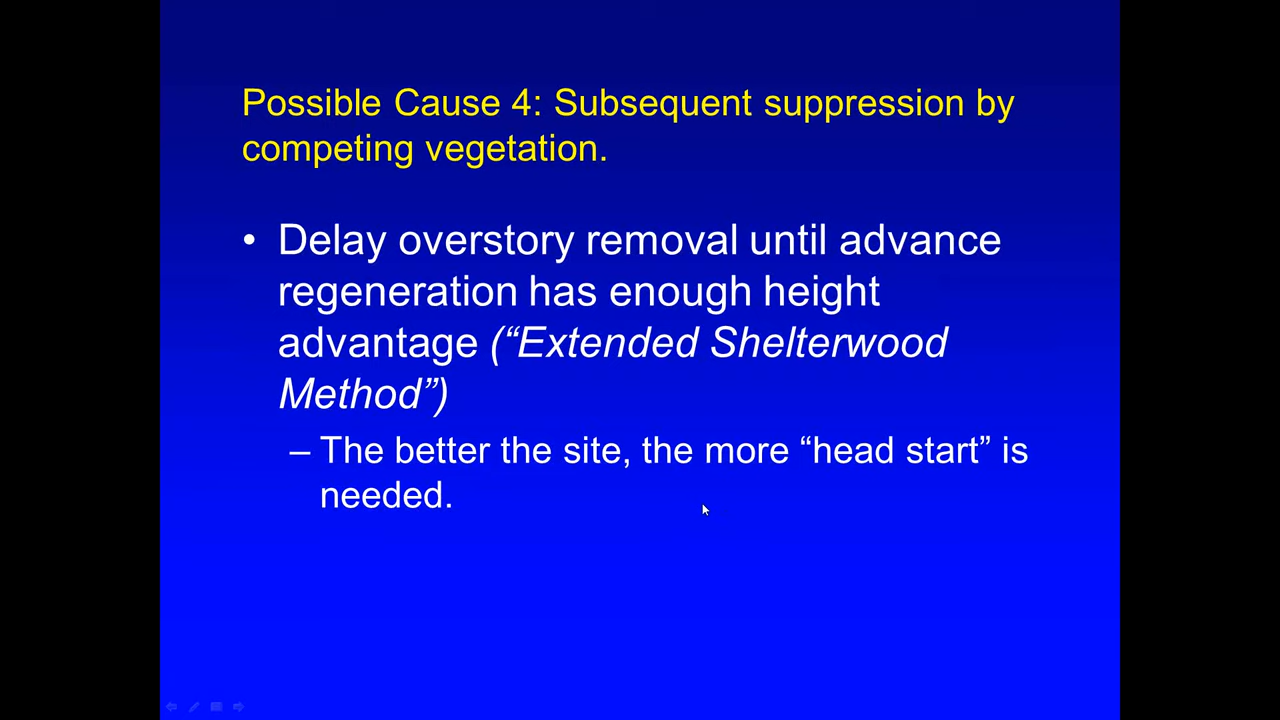 Possible Cause 4: Subsequent suppression by
competing vegetation.
• Delay overstory removal until advance
regeneration has enough height
advantage (“Extended Shelterwood
Method”)
– The better the site, the more “head start” is
needed.